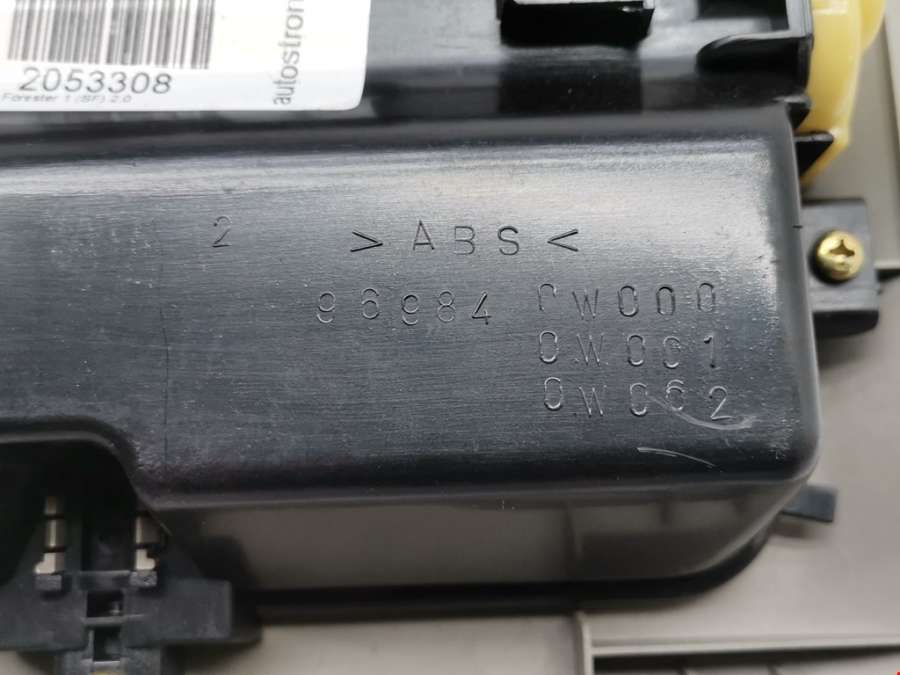 2053308
Forester 1 (SF) 2.0
autostron
2 > ABS <
96984 0W000
0W001
0W002